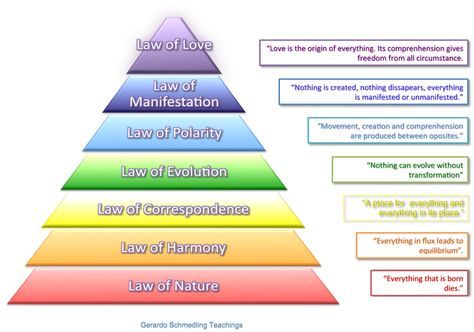 Law of Love
"Love is the origin of everything. Its comprenhension gives
freedom from all circumstance."
Law of
Manifestation
"Nothing is created, nothing dissapears, everything
is manifested or unmanifested."
Law of Polarity
"Movement, creation and comprenhension
are produced between oposites."
Law of Evolution
"Nothing can evolve without
transformation"
Law of Correspondence
"A place for everything and
everything in its place."
Law of Harmony
"Everything in flux leads to
equilibrium".
Law of Nature
"Everything that is born
dies."
Gerardo Schmedling Teachings